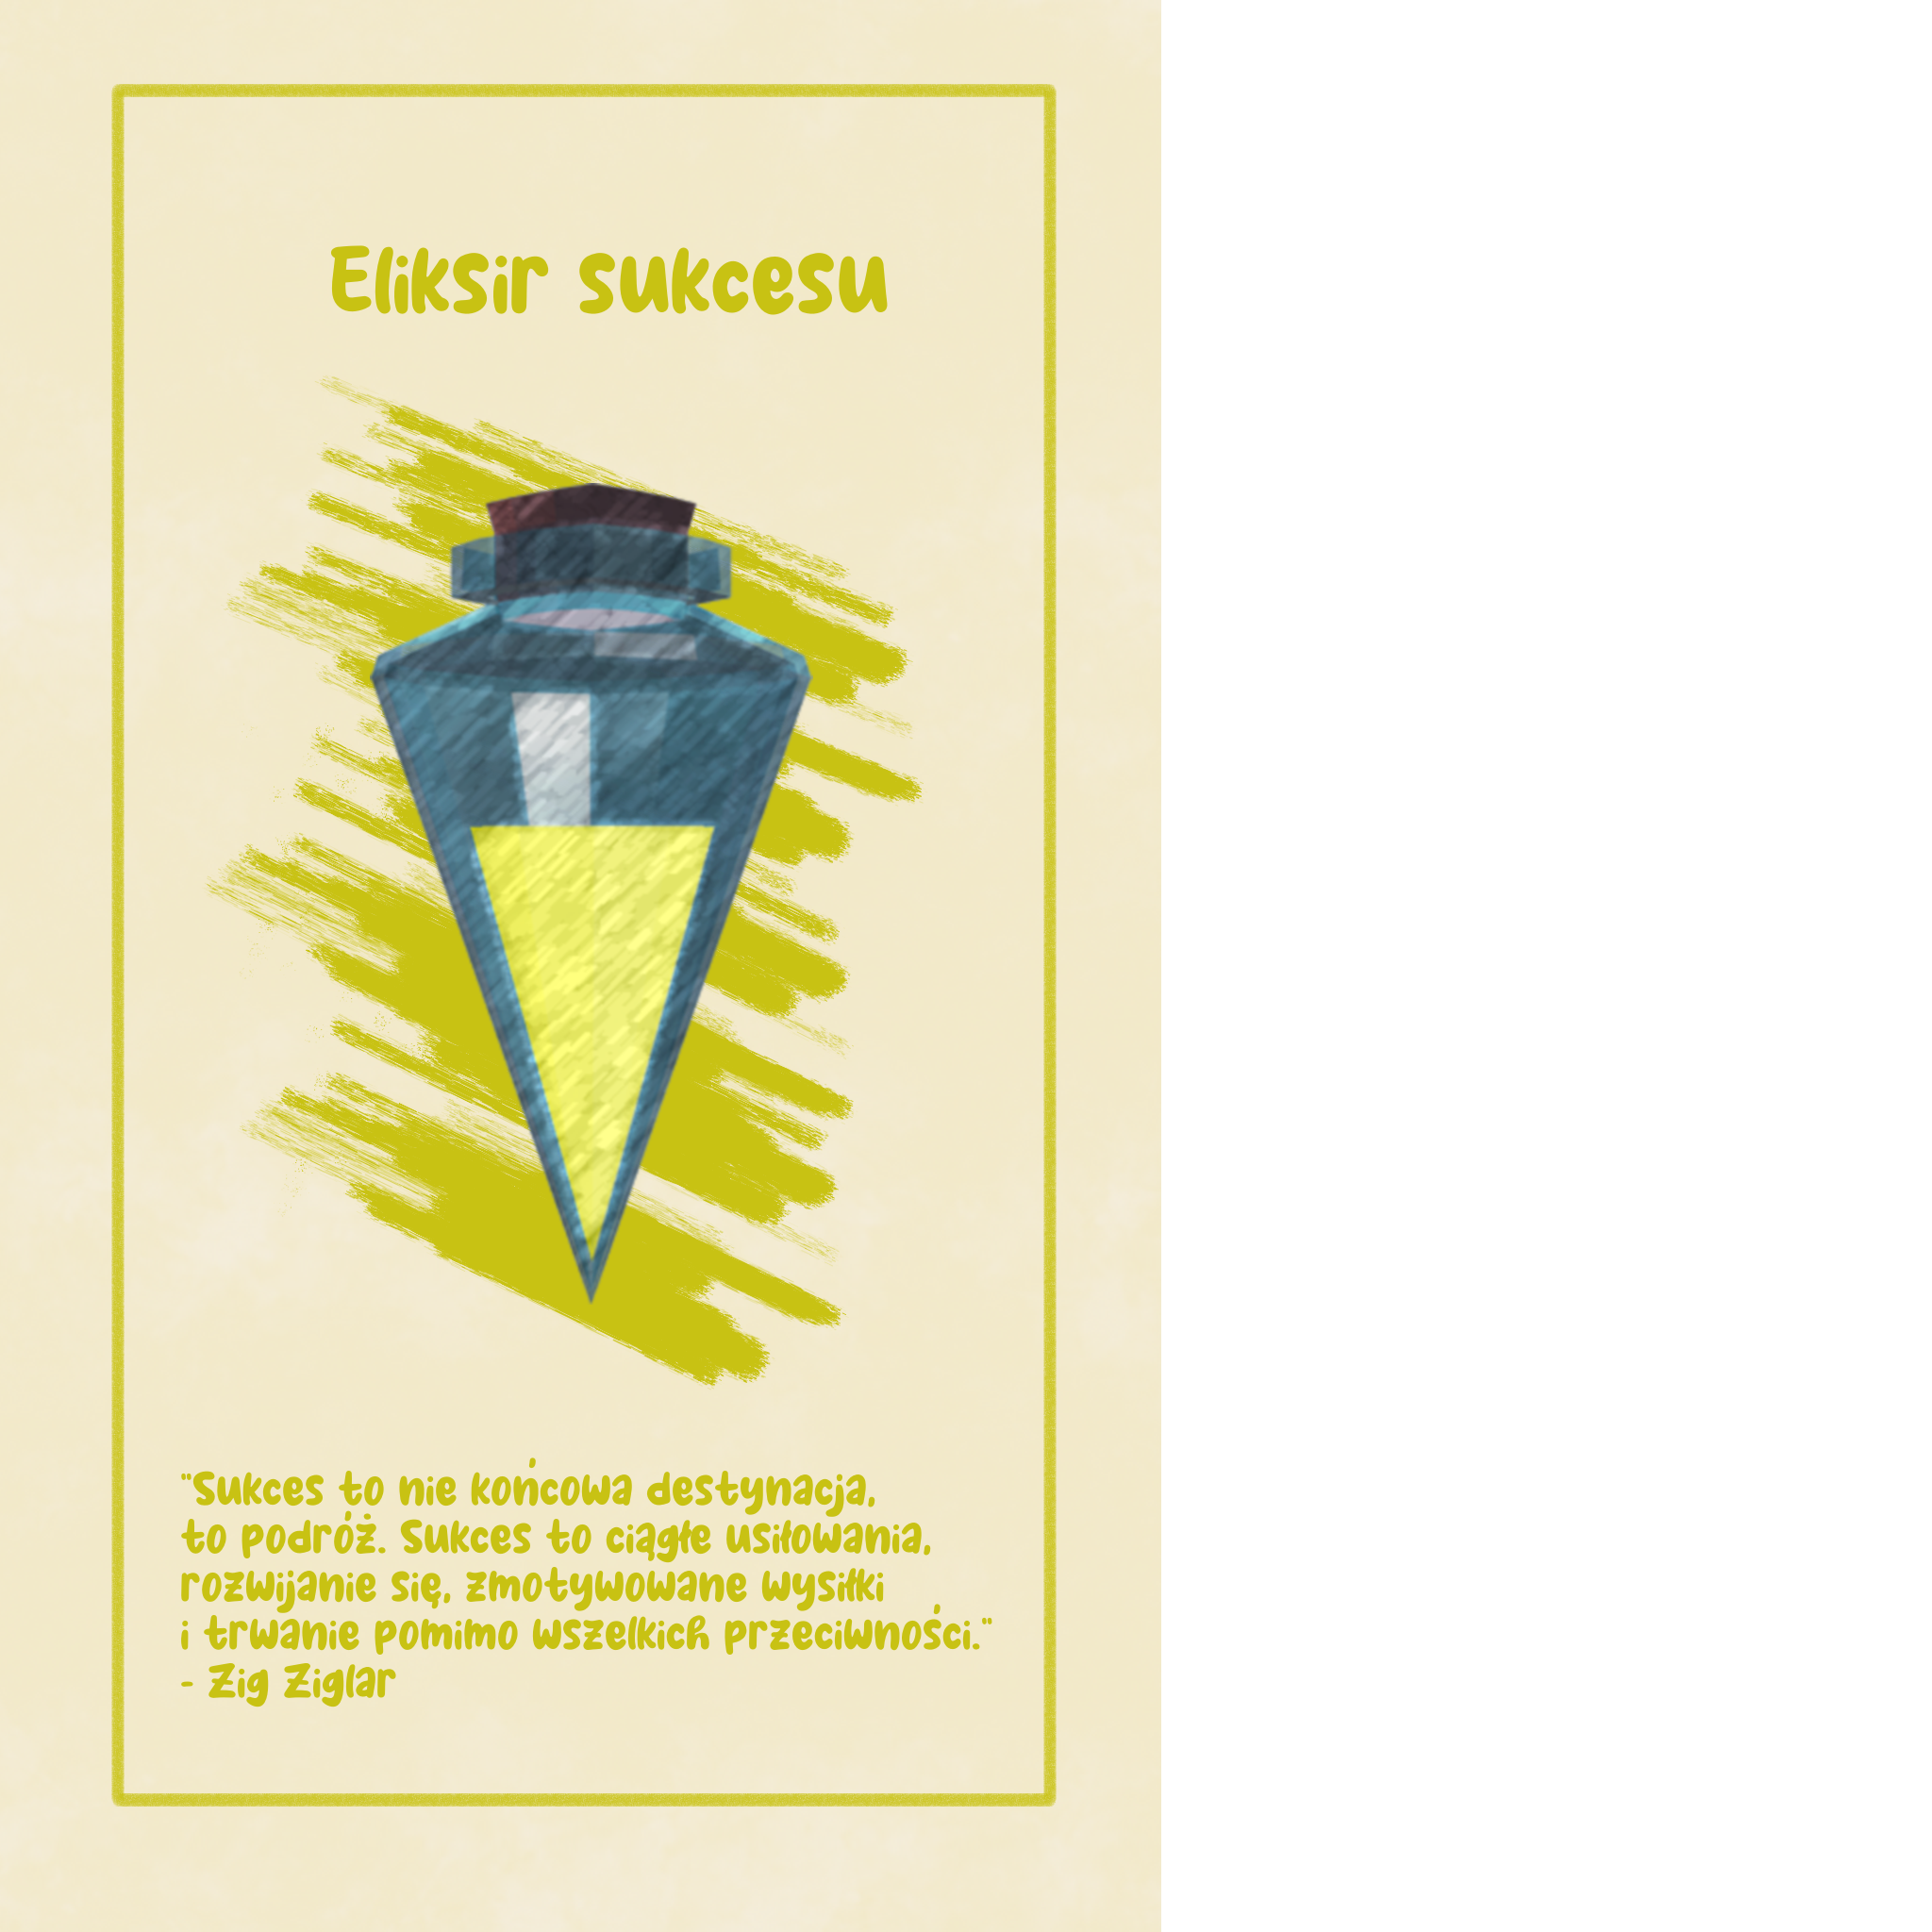 Eliksir sukcesu
"Sukces to nie końcowa destynacja,
to podróż. Sukces to ciągłe usiłowania,
rozwijanie się, zmotywowane wysiłki
i trwanie pomimo wszelkich przeciwności."
- Zig Ziglar